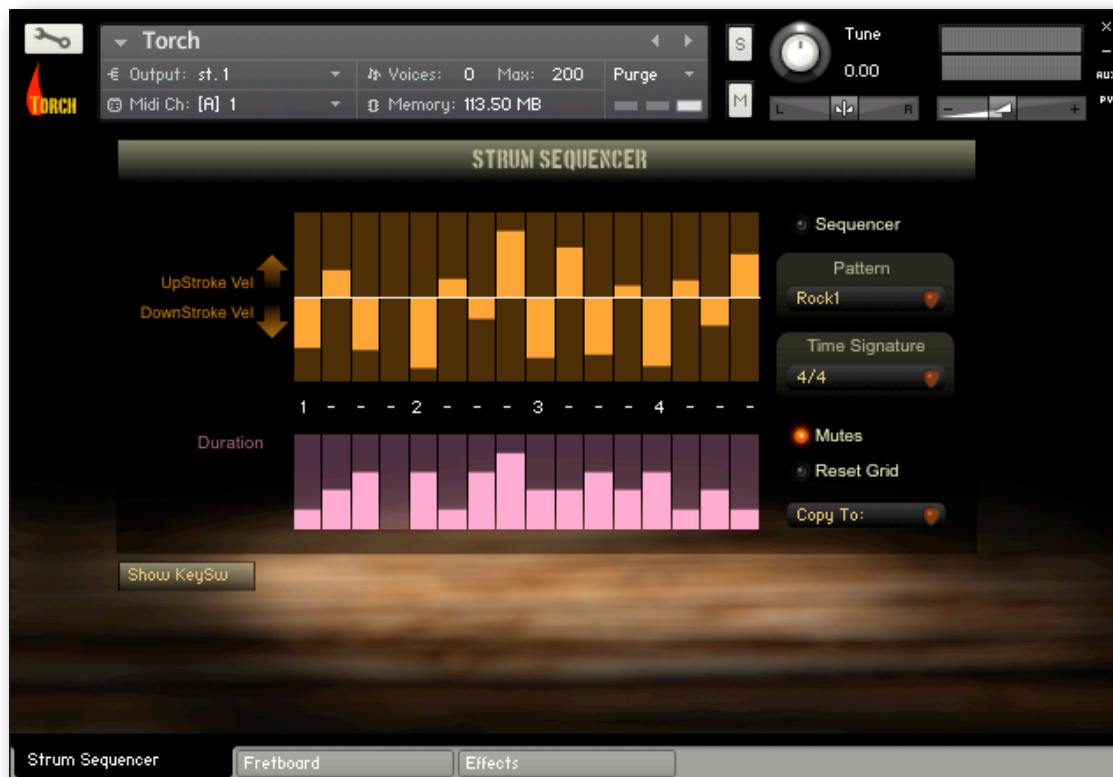 Torch
Output: st. 1
Voices: 0 Max: 200
Purge
Midi Ch: [A] 1
Memory: 113.50 MB
TORCH
S
M
Tune
0.00
L R
- +
X
-
AUX
PV
STRUM SEQUENCER
UpStroke Vel
DownStroke Vel
1 - - - 2 - - - 3 - - - 4 - - -
Duration
Sequencer
Pattern
Rock1
Time Signature
4/4
Mutes
Reset Grid
Copy To:
Show KeySw
Strum Sequencer
Fretboard
Effects